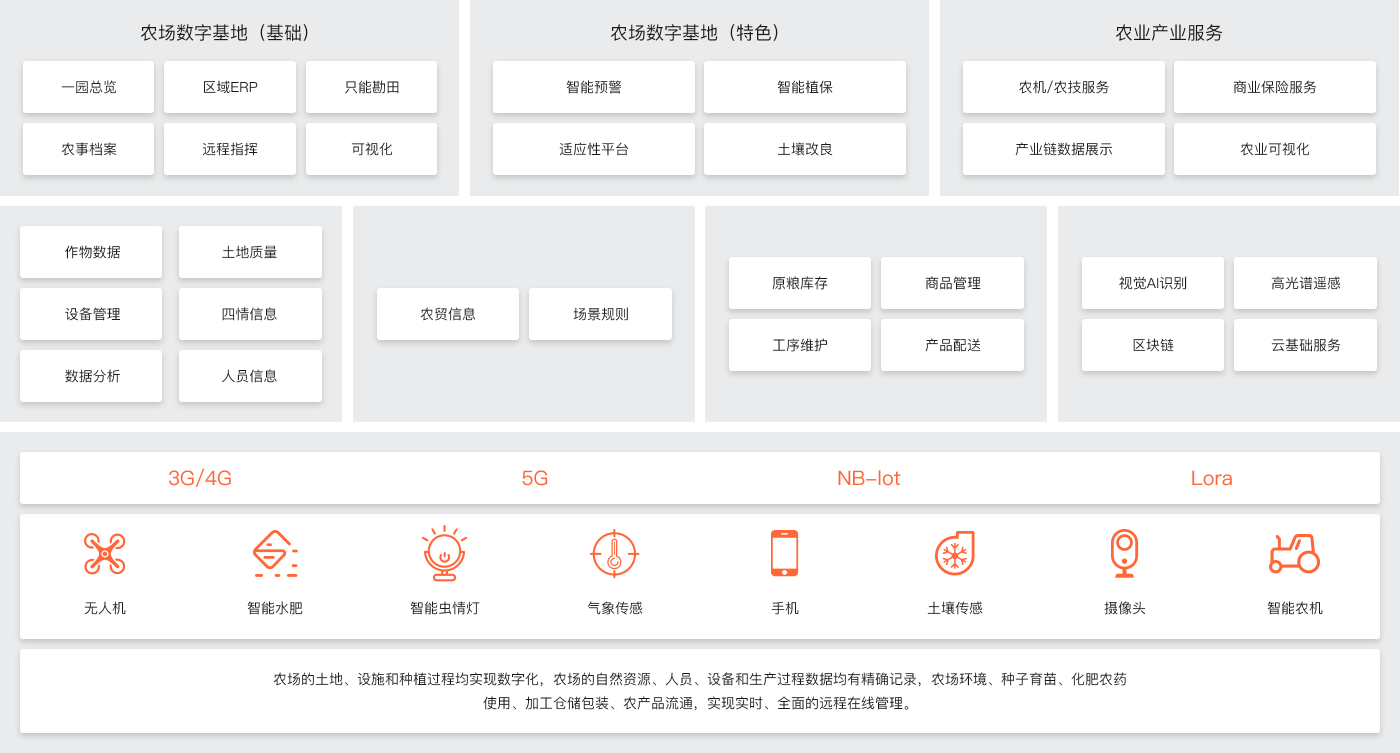 农场数字基地（基础）
一园总览
区域ERP
只能勘田
农事档案
远程指挥
可视化
农场数字基地（特色）
智能预警
智能植保
适应性平台
土壤改良
农业产业服务
农机/农技服务
商业保险服务
产业链数据展示
农业可视化
作物数据
土地质量
设备管理
四情信息
数据分析
人员信息
农贸信息
场景规则
原粮库存
商品管理
工序维护
产品配送
视觉AI识别
高光谱遥感
区块链
云基础服务
3G/4G
5G
NB-lot
Lora
无人机
智能水肥
智能虫情灯
气象传感
手机
土壤传感
摄像头
智能农机
农场的土地、设施和种植过程均实现数字化，农场的自然资源、人员、设备和生产过程数据均有精确记录，农场环境、种子育苗、化肥农药
使用、加工仓储包装、农产品流通，实现实时、全面的远程在线管理。